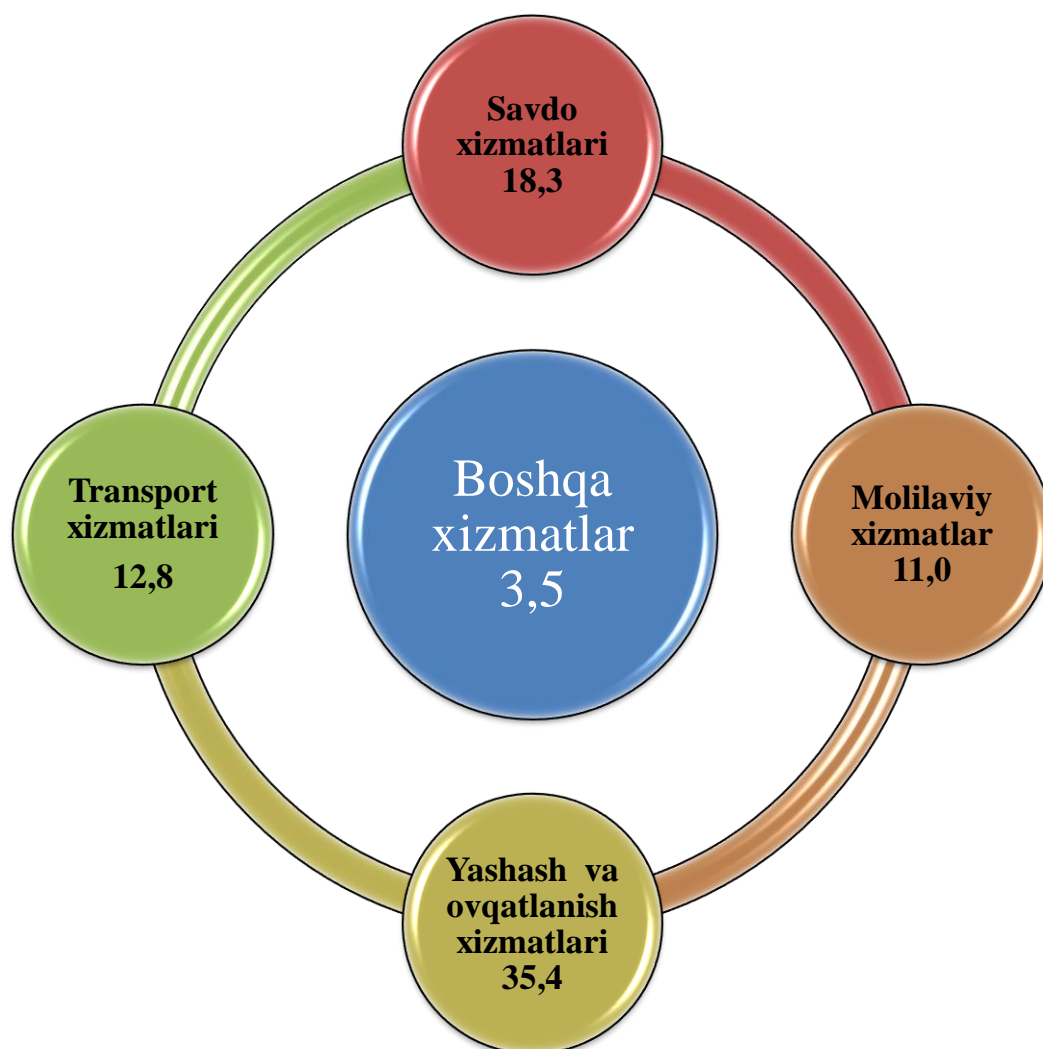 Savdo
xizmatlari
18,3
Transport
xizmatlari
12,8
Boshqa
xizmatlar
3,5
Molilaviy
xizmatlar
11,0
Yashash va
ovqatlanish
xizmatlari
35,4